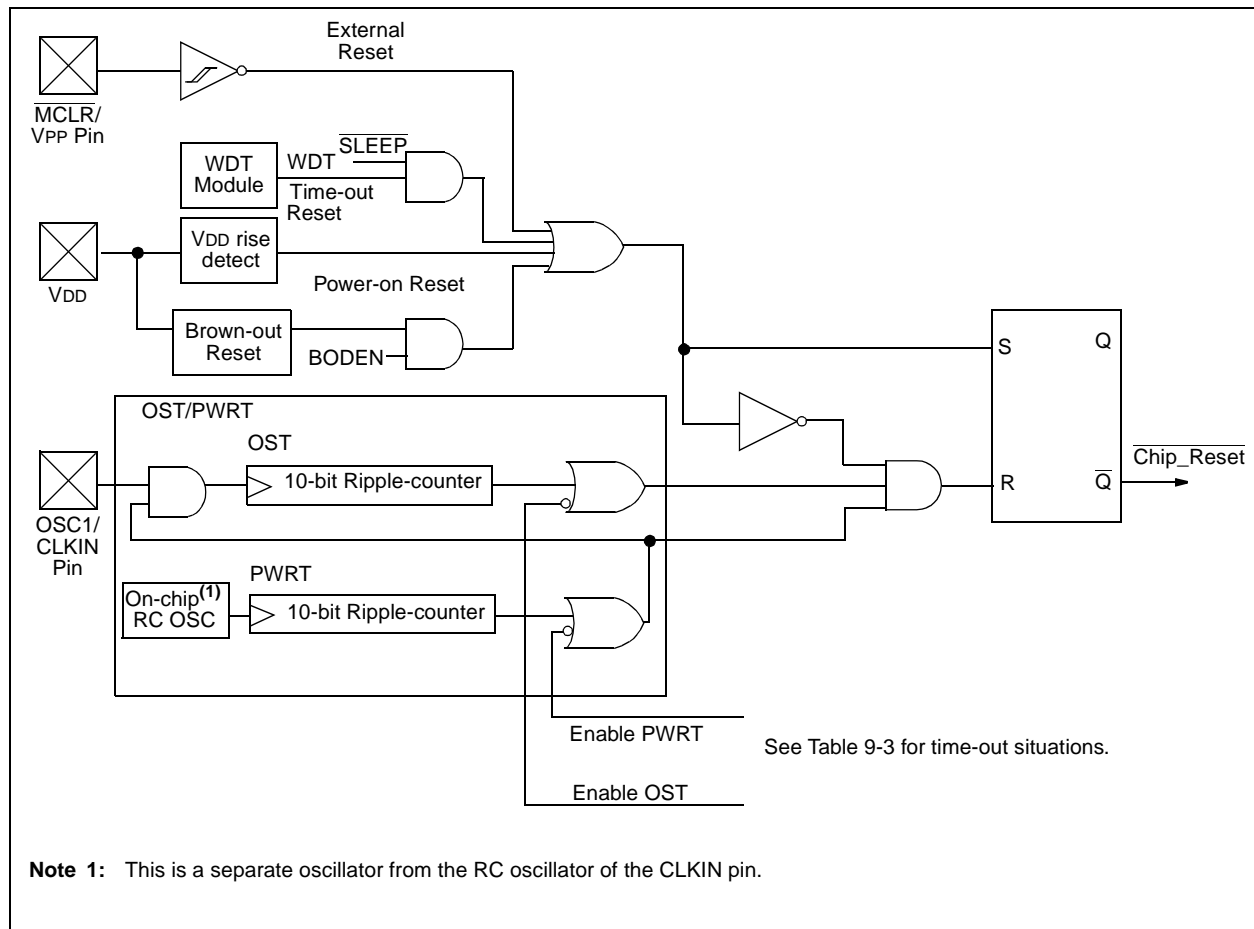 External
Reset
MCLR/
VPP Pin
SLEEP
WDT
Module
WDT
Time-out
Reset
VDD rise
detect
VDD
Power-on Reset
Brown-out
Reset
BODEN
S
Q
OST/PWRT
OST
10-bit Ripple-counter
Chip_Reset
R
Q
OSC1/
CLKIN
Pin
PWRT
On-chip(1)
RC OSC
10-bit Ripple-counter
Enable PWRT
See Table 9-3 for time-out situations.
Enable OST
Note 1: This is a separate oscillator from the RC oscillator of the CLKIN pin.